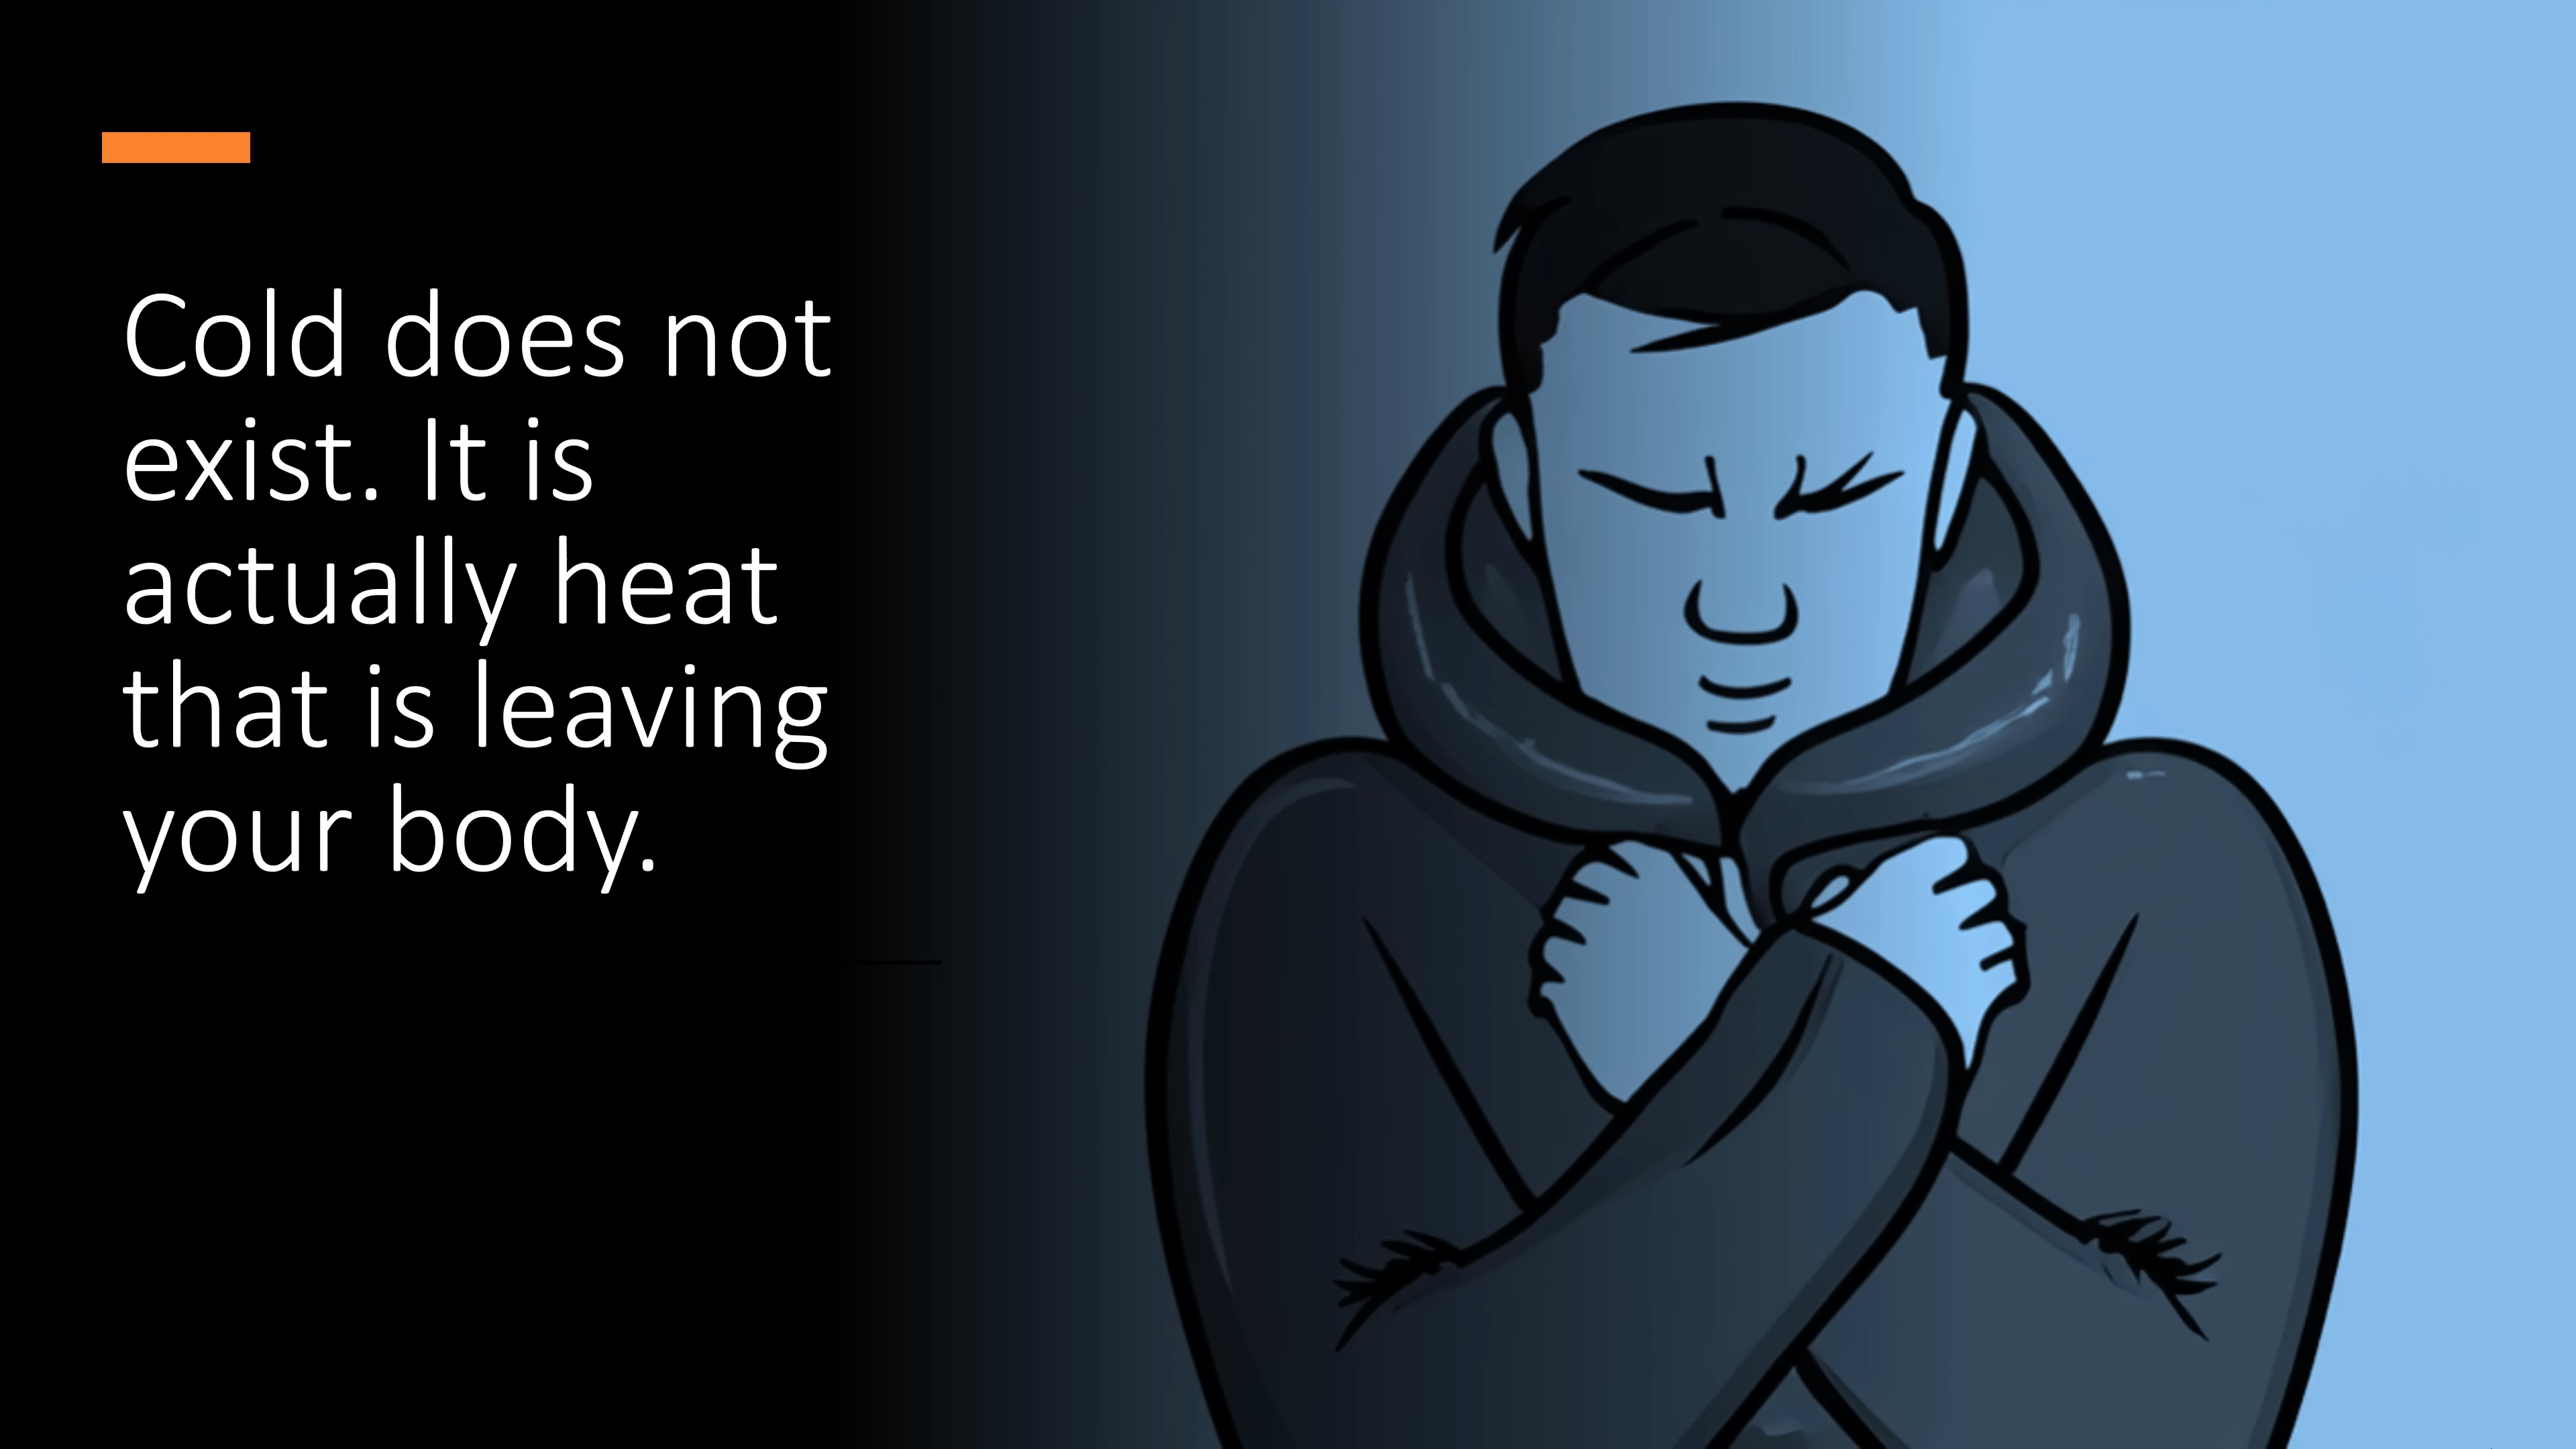 Cold does not
exist. It is
actually heat
that is leaving
your body.